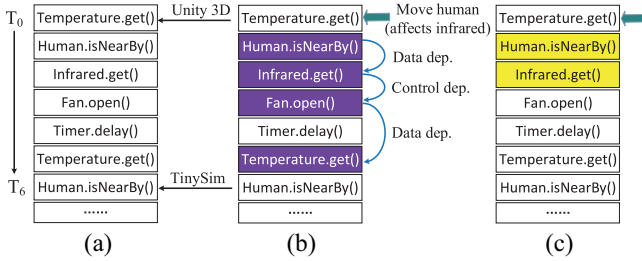 T0
T6
Temperature.get()
Human.isNearBy()
Infrared.get()
Fan.open()
Timer.delay()
Temperature.get()
Human.isNearBy()
......
(a)
Unity 3D
TinySim
Temperature.get()
Human.isNearBy()
Infrared.get()
Fan.open()
Timer.delay()
Temperature.get()
Human.isNearBy()
......
(b)
Move human
(affects infrared)
Data dep.
Control dep.
Data dep.
Temperature.get()
Human.isNearBy()
Infrared.get()
Fan.open()
Timer.delay()
Temperature.get()
Human.isNearBy()
......
(c)